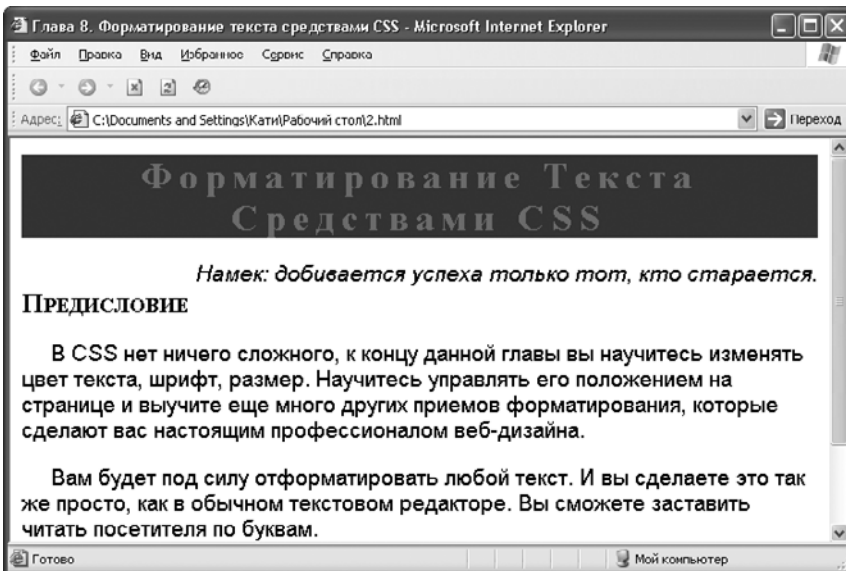 Глава 8. Форматирование текста средствами CSS - Microsoft Internet Explorer
Файл Правка Вид Избранное Сервис Справка
Адрес: C:\Documents and Settings\Кати\Рабочий стол\2.html Переход
Форматирование Текста
Средствами CSS
Намек: добивается успеха только тот, кто старается.
Предисловие
В CSS нет ничего сложного, к концу данной главы вы научитесь изменять
цвет текста, шрифт, размер. Научитесь управлять его положением на
странице и выучите еще много других приемов форматирования, которые
сделают вас настоящим профессионалом веб-дизайна.
Вам будет под силу отформатировать любой текст. И вы сделаете это так
же просто, как в обычном текстовом редакторе. Вы сможете заставить
читать посетителя по буквам.
Готово Мой компьютер